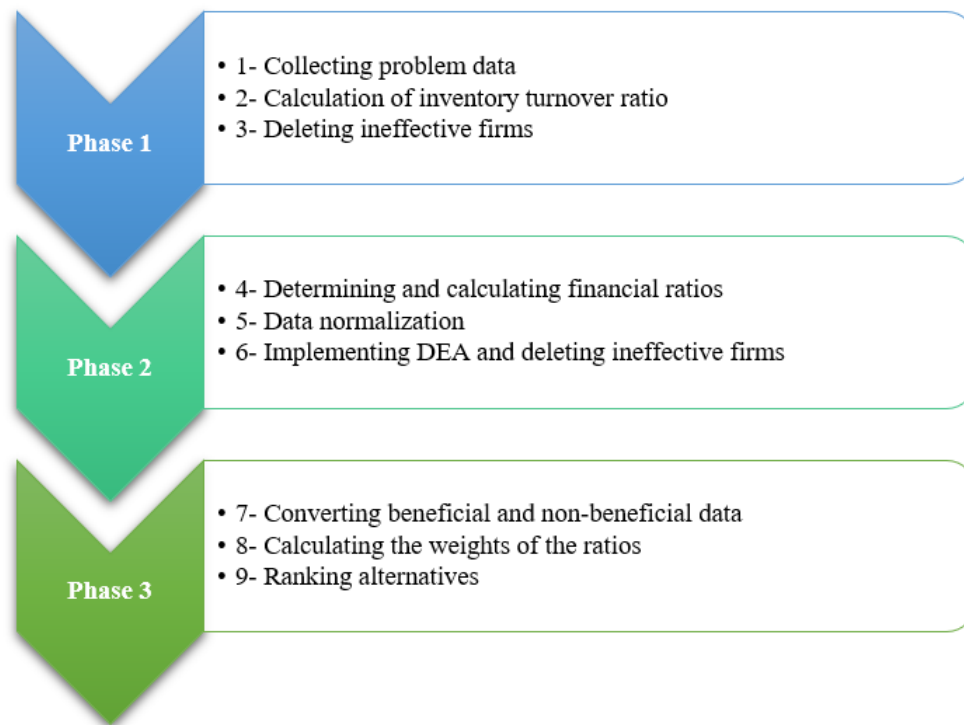 Phase 1
• 1- Collecting problem data
• 2- Calculation of inventory turnover ratio
• 3- Deleting ineffective firms
Phase 2
• 4- Determining and calculating financial ratios
• 5- Data normalization
• 6- Implementing DEA and deleting ineffective firms
Phase 3
• 7- Converting beneficial and non-beneficial data
• 8- Calculating the weights of the ratios
• 9- Ranking alternatives